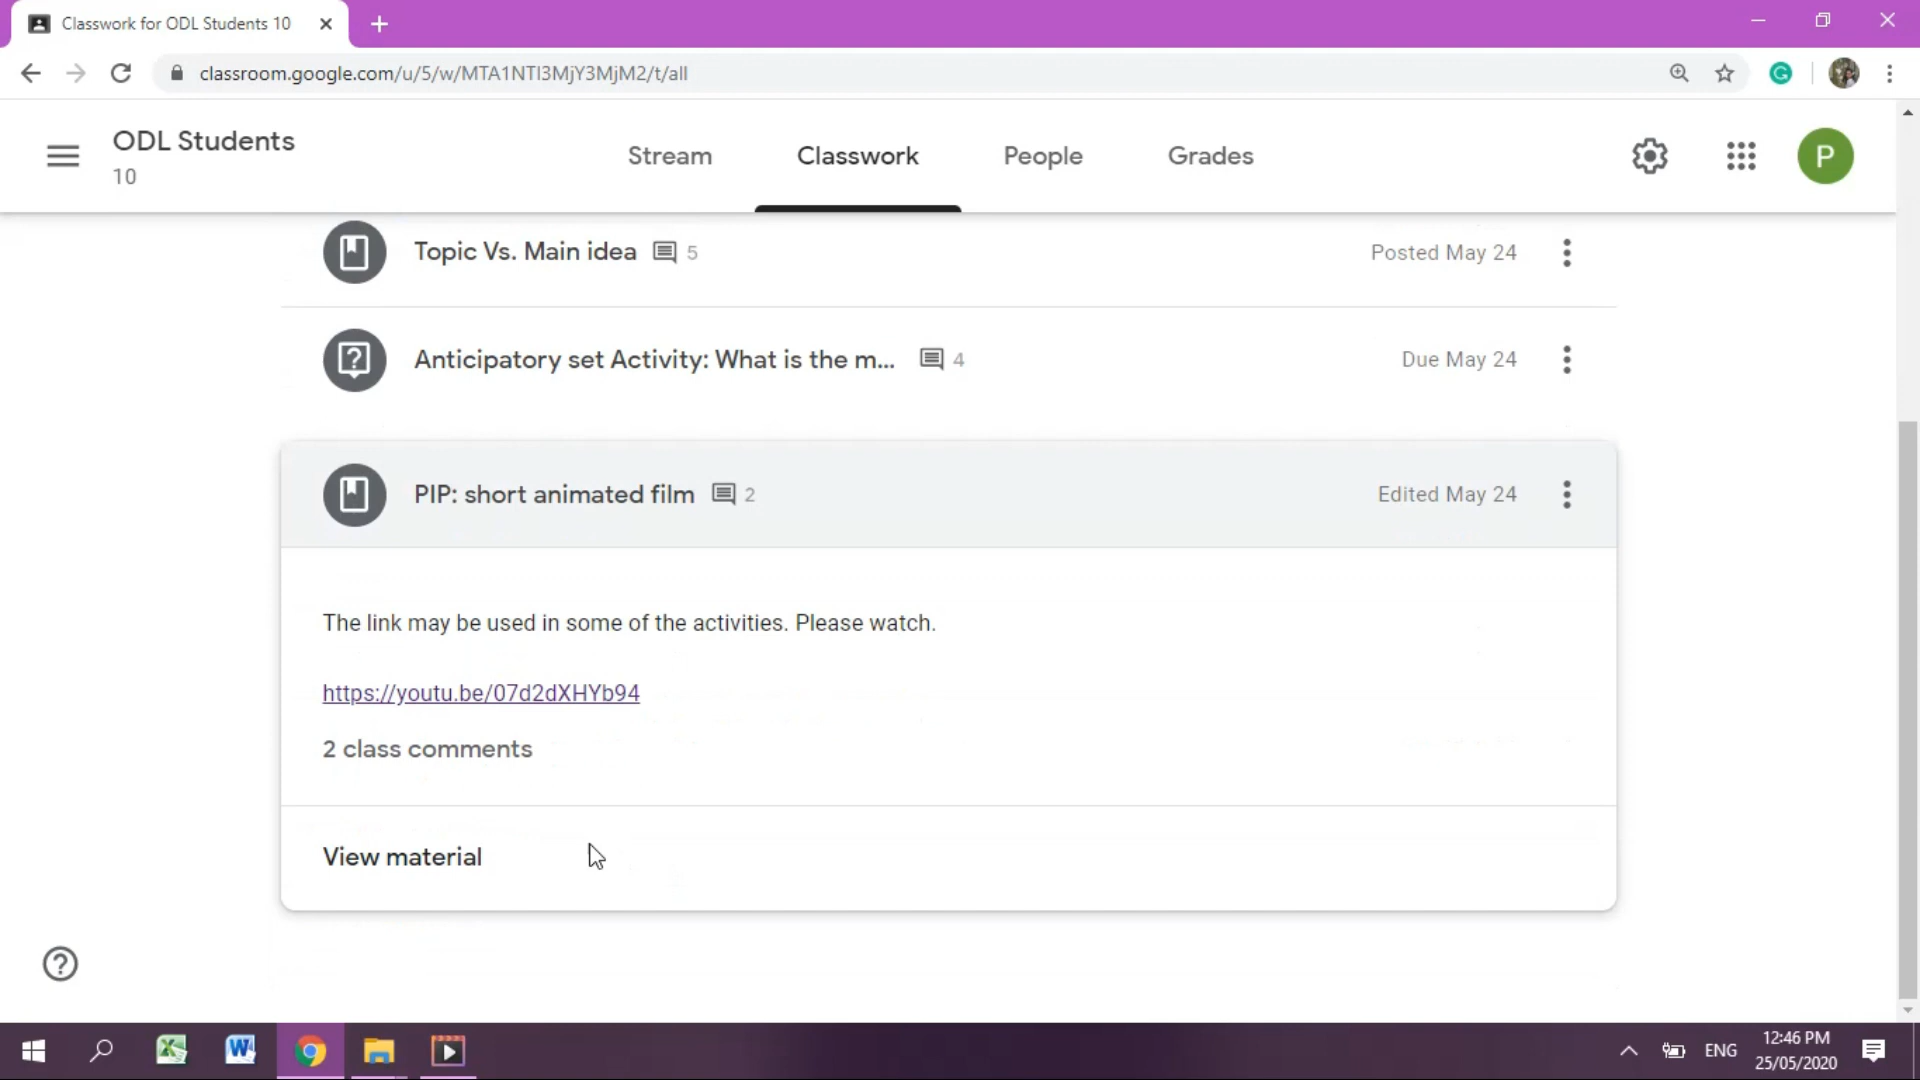 Classwork for ODL Students 10
classroom.google.com/u/5/w/MTA1NTI3MjY3MjM2/t/all
ODL Students
10
Stream
Classwork
People
Grades
P
Topic Vs. Main idea 5
Posted May 24
Anticipatory set Activity: What is the m... 4
Due May 24
PIP: short animated film 2
Edited May 24
The link may be used in some of the activities. Please watch.
https://youtu.be/07d2dXHYb94
2 class comments
View material
ENG
12:46 PM
25/05/2020